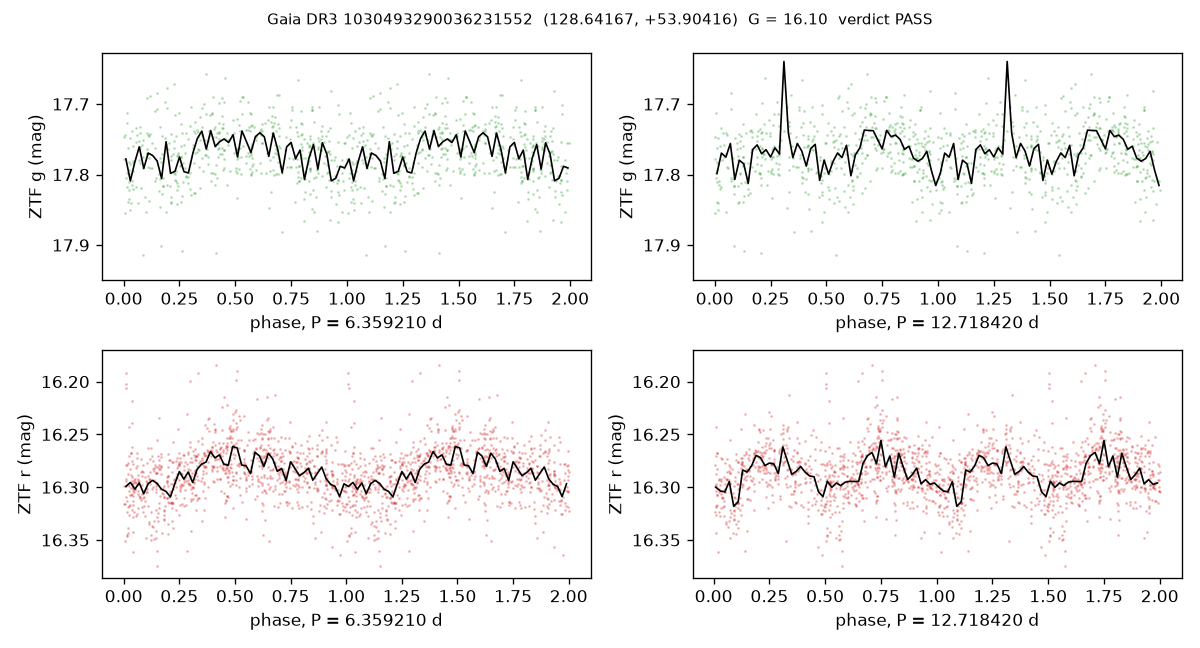 Gaia DR3 1030493290036231552 (128.64167, +53.90416) G = 16.10 verdict PASS
ZTF g (mag)
17.7
17.8
17.9
0.00 0.25 0.50 0.75 1.00 1.25 1.50 1.75 2.00
phase, P = 6.359210 d
ZTF g (mag)
17.7
17.8
17.9
0.00 0.25 0.50 0.75 1.00 1.25 1.50 1.75 2.00
phase, P = 12.718420 d
ZTF r (mag)
16.20
16.25
16.30
16.35
0.00 0.25 0.50 0.75 1.00 1.25 1.50 1.75 2.00
phase, P = 6.359210 d
ZTF r (mag)
16.20
16.25
16.30
16.35
0.00 0.25 0.50 0.75 1.00 1.25 1.50 1.75 2.00
phase, P = 12.718420 d